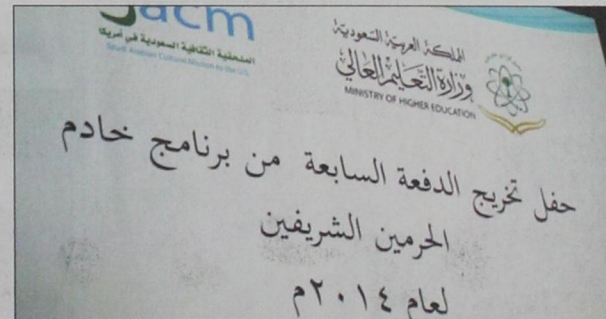 sacm
الملحقية الثقافية السعودية في أمريكا
Saudi Arabian Cultural Mission to the U.S.
المملكة العربية السعودية
وزارة التعليم العالي
MINISTRY OF HIGHER EDUCATION
حفل تخريج الدفعة السابعة من برنامج خادم
الحرمين الشريفين
لعام ٢٠١٤م